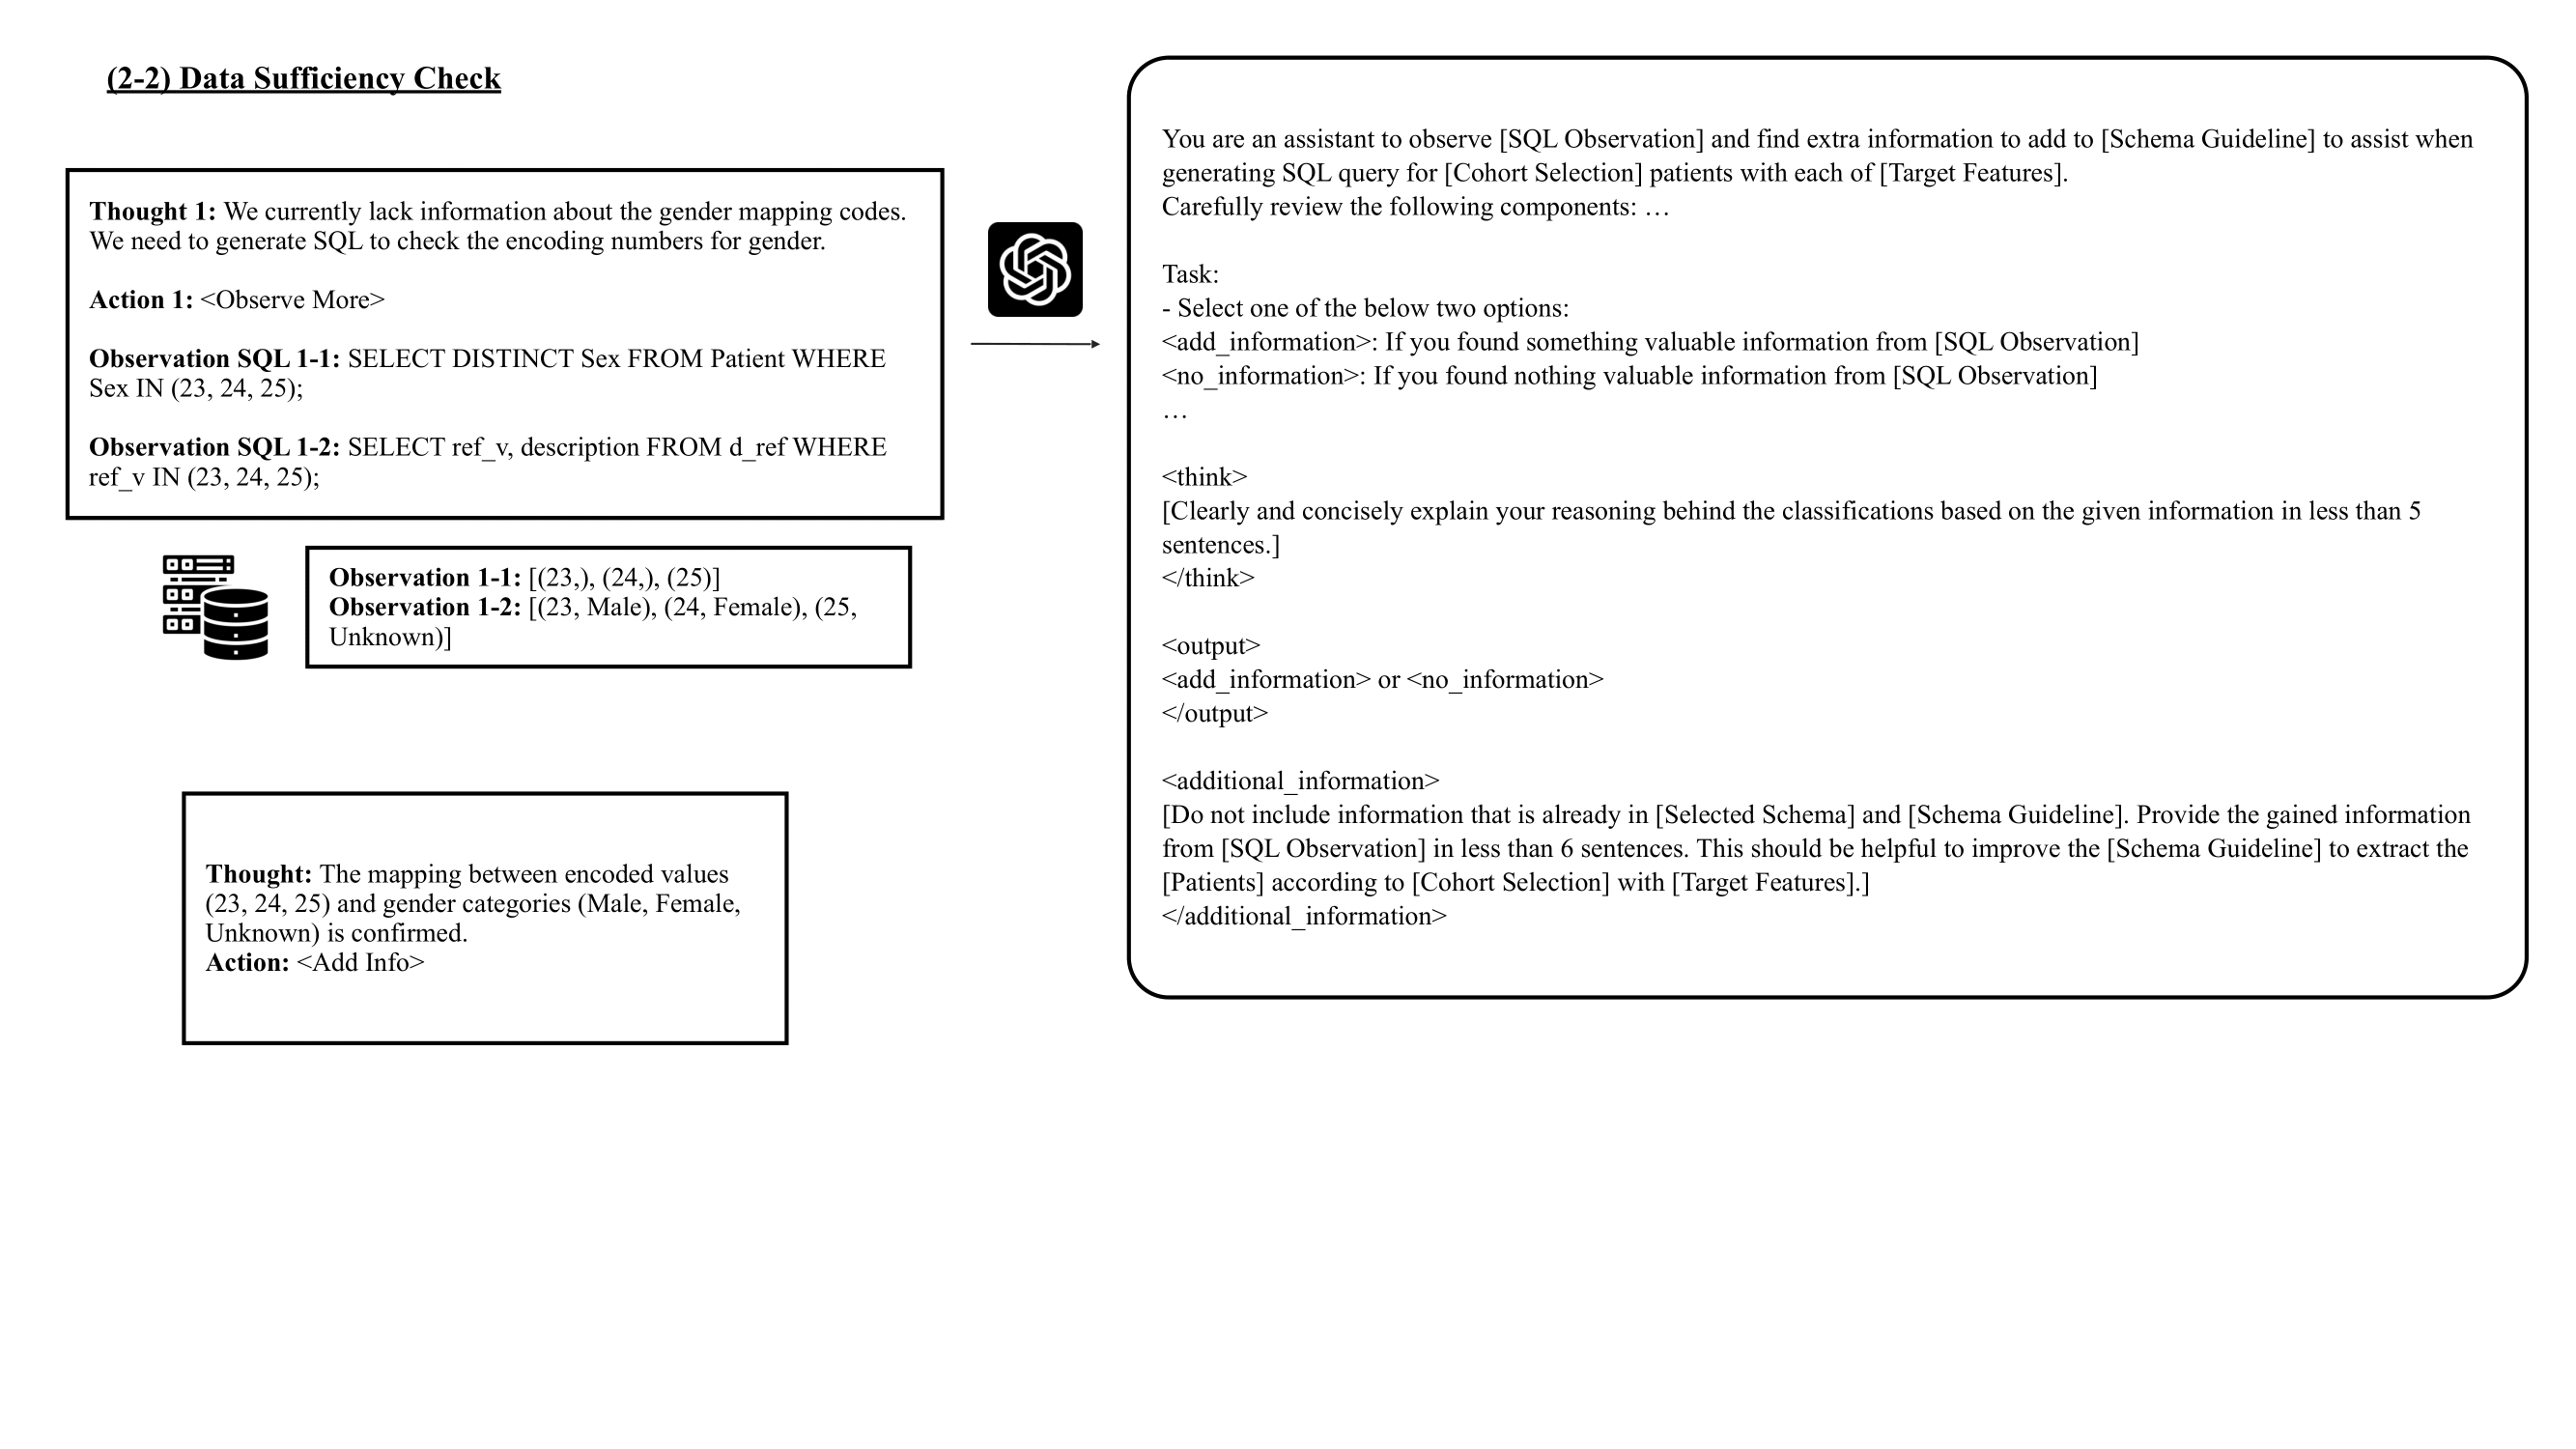 (2-2) Data Sufficiency Check
Thought 1: We currently lack information about the gender mapping codes.
We need to generate SQL to check the encoding numbers for gender.
Action 1: <Observe More>
Observation SQL 1-1: SELECT DISTINCT Sex FROM Patient WHERE
Sex IN (23, 24, 25);
Observation SQL 1-2: SELECT ref_v, description FROM d_ref WHERE
ref_v IN (23, 24, 25);
Observation 1-1: [(23,), (24,), (25)]
Observation 1-2: [(23, Male), (24, Female), (25,
Unknown)]
Thought: The mapping between encoded values
(23, 24, 25) and gender categories (Male, Female,
Unknown) is confirmed.
Action: <Add Info>
You are an assistant to observe [SQL Observation] and find extra information to add to [Schema Guideline] to assist when
generating SQL query for [Cohort Selection] patients with each of [Target Features].
Carefully review the following components: …
Task:
- Select one of the below two options:
<add_information>: If you found something valuable information from [SQL Observation]
<no_information>: If you found nothing valuable information from [SQL Observation]
…
<think>
[Clearly and concisely explain your reasoning behind the classifications based on the given information in less than 5
sentences.]
</think>
<output>
<add_information> or <no_information>
</output>
<additional_information>
[Do not include information that is already in [Selected Schema] and [Schema Guideline]. Provide the gained information
from [SQL Observation] in less than 6 sentences. This should be helpful to improve the [Schema Guideline] to extract the
[Patients] according to [Cohort Selection] with [Target Features].]
</additional_information>